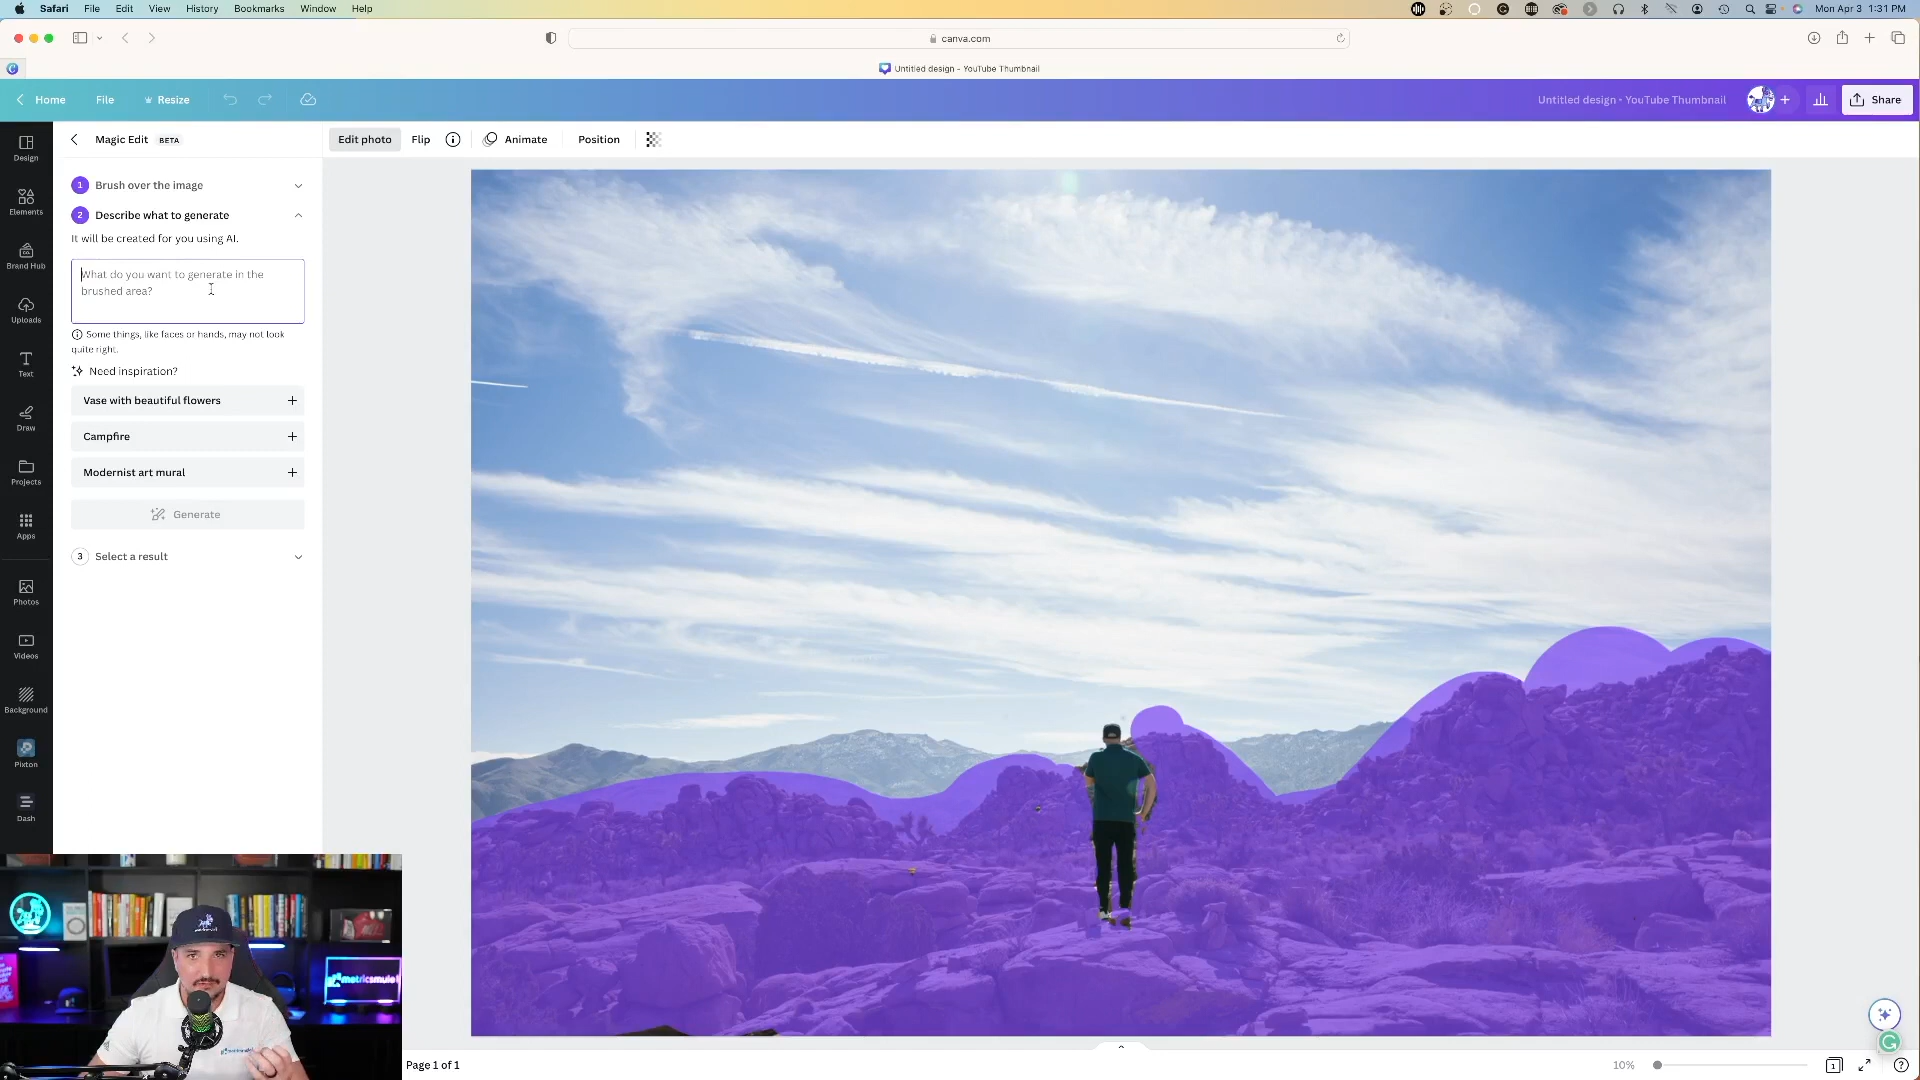 Safari File Edit View History Bookmarks Window Help Mon Apr 3 1:31 PM
canva.com
Untitled design - YouTube Thumbnail
Home File Resize Untitled design - YouTube Thumbnail Share
Magic Edit BETA
Edit photo Flip Animate Position
Design
Elements
Brand Hub
Uploads
Text
Draw
Projects
Apps
Photos
Videos
Background
Pixton
Dash
1 Brush over the image
2 Describe what to generate
It will be created for you using AI.
What do you want to generate in the
brushed area?
Some things, like faces or hands, may not look
quite right.
Need inspiration?
Vase with beautiful flowers
Campfire
Modernist art mural
Generate
3 Select a result
metricsmule
Page 1 of 1
10%
1